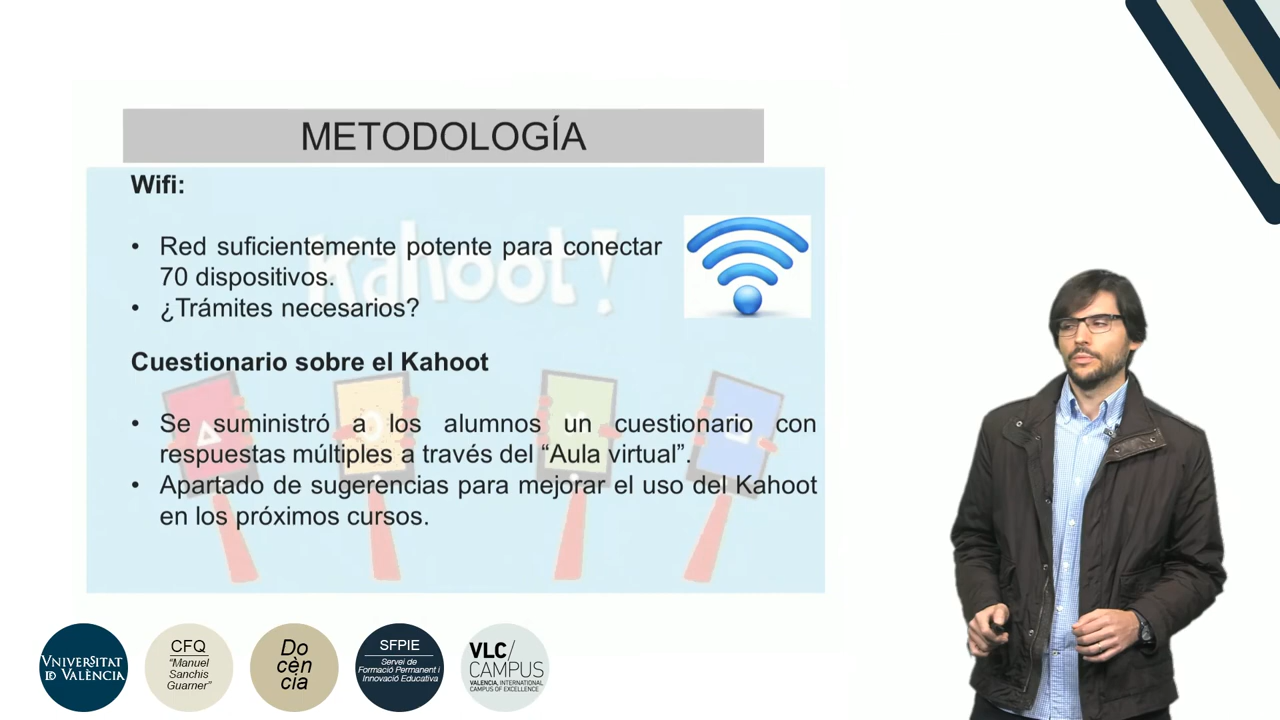 METODOLOGÍA
Wifi:
• Red suficientemente potente para conectar
70 dispositivos.
• ¿Trámites necesarios?
Kahoot!
Cuestionario sobre el Kahoot
• Se suministró a los alumnos un cuestionario con
respuestas múltiples a través del “Aula virtual”.
• Apartado de sugerencias para mejorar el uso del Kahoot
en los próximos cursos.
VNIVERSITAT
ID VALÈNCIA
CFQ
“Manuel
Sanchis
Guarner”
Do
cèn
cia
SFPIE
Servei de
Formació Permanent i
Innovació Educativa
VLC/
CAMPUS
VALENCIA, INTERNATIONAL
CAMPUS OF EXCELLENCE